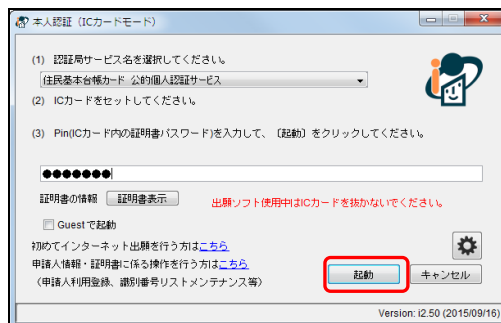 本人認証（ICカードモード）
(1) 認証局サービス名を選択してください。
住民基本台帳カード 公的個人認証サービス
(2) ICカードをセットしてください。
(3) Pin(ICカード内の証明書パスワード)を入力して、〔起動〕をクリックしてください。
●●●●●●●
証明書の情報 証明書表示 出願ソフト使用中はICカードを抜かないでください。
Guestで起動
初めてインターネット出願を行う方はこちら
申請人情報・証明書に係る操作を行う方はこちら
（申請人利用登録、識別番号リストメンテナンス等）
起動 キャンセル
Version: i2.50 (2015/09/16)